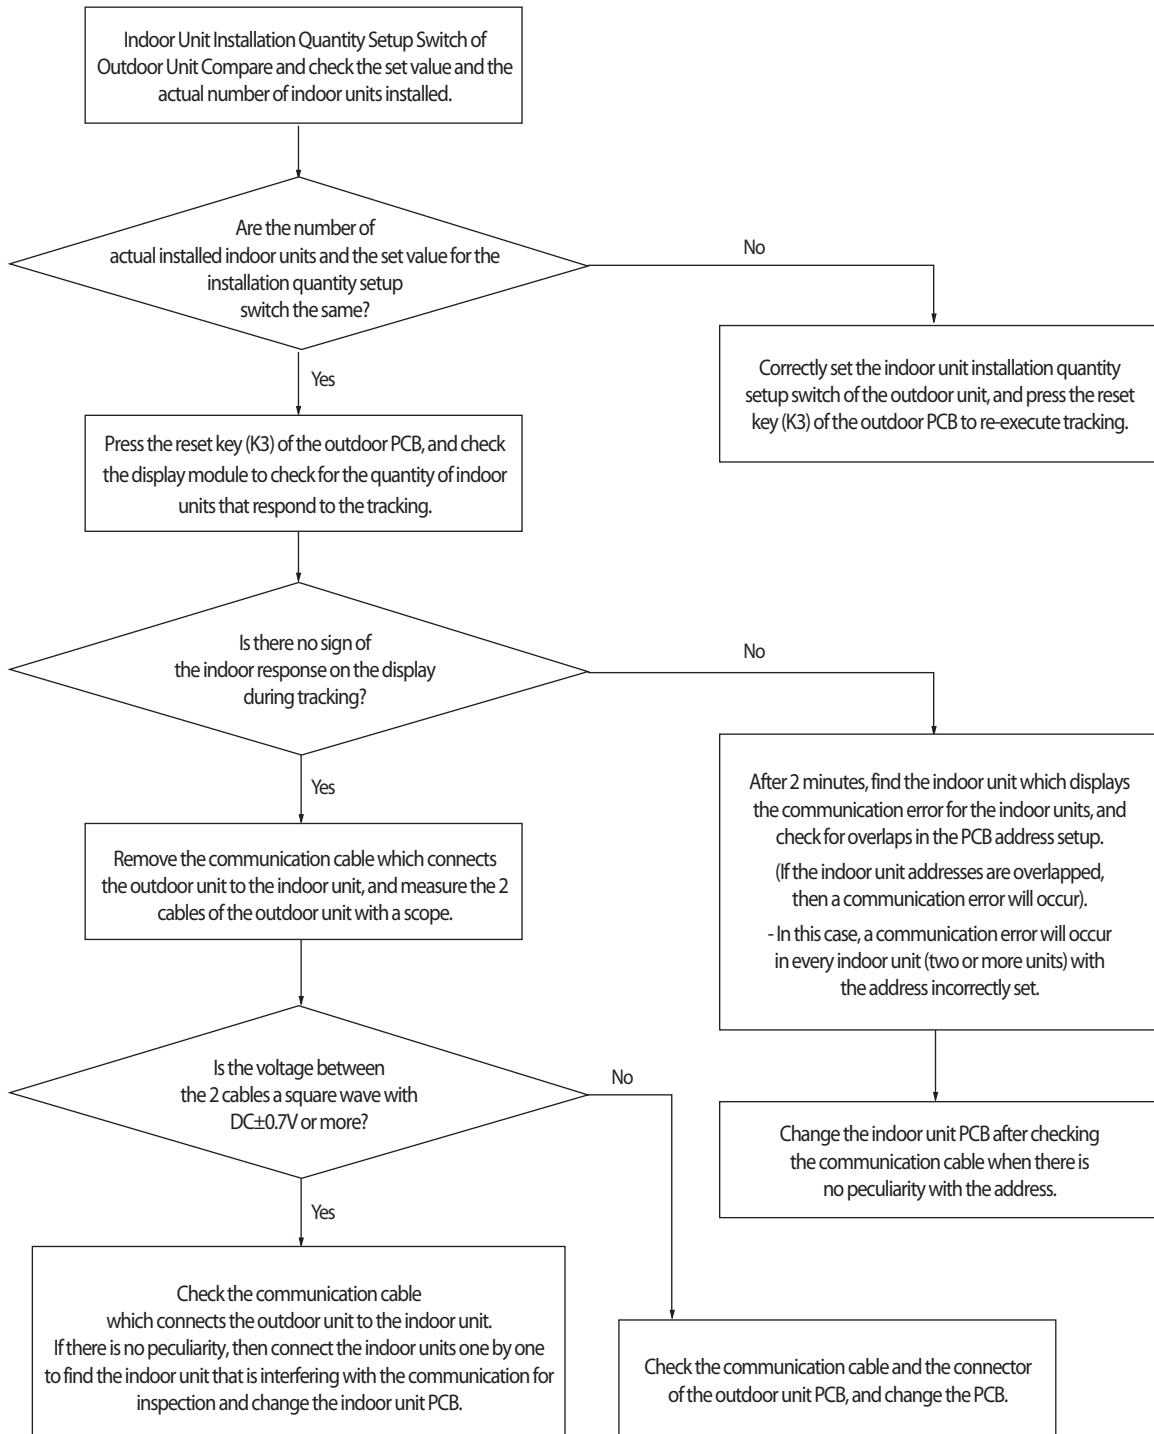 Indoor Unit Installation Quantity Setup Switch of
Outdoor Unit Compare and check the set value and the
actual number of indoor units installed.
Are the number of
actual installed indoor units and the set value for the
installation quantity setup
switch the same?
No
Yes
Correctly set the indoor unit installation quantity
setup switch of the outdoor unit, and press the reset
key (K3) of the outdoor PCB to re-execute tracking.
Press the reset key (K3) of the outdoor PCB, and check
the display module to check for the quantity of indoor
units that respond to the tracking.
Is there no sign of
the indoor response on the display
during tracking?
No
Yes
After 2 minutes, find the indoor unit which displays
the communication error for the indoor units, and
check for overlaps in the PCB address setup.
(If the indoor unit addresses are overlapped,
then a communication error will occur).
- In this case, a communication error will occur
in every indoor unit (two or more units) with
the address incorrectly set.
Remove the communication cable which connects
the outdoor unit to the indoor unit, and measure the 2
cables of the outdoor unit with a scope.
Is the voltage between
the 2 cables a square wave with
DC±0.7V or more?
No
Yes
Change the indoor unit PCB after checking
the communication cable when there is
no peculiarity with the address.
Check the communication cable
which connects the outdoor unit to the indoor unit.
If there is no peculiarity, then connect the indoor units one by one
to find the indoor unit that is interfering with the communication for
inspection and change the indoor unit PCB.
Check the communication cable and the connector
of the outdoor unit PCB, and change the PCB.